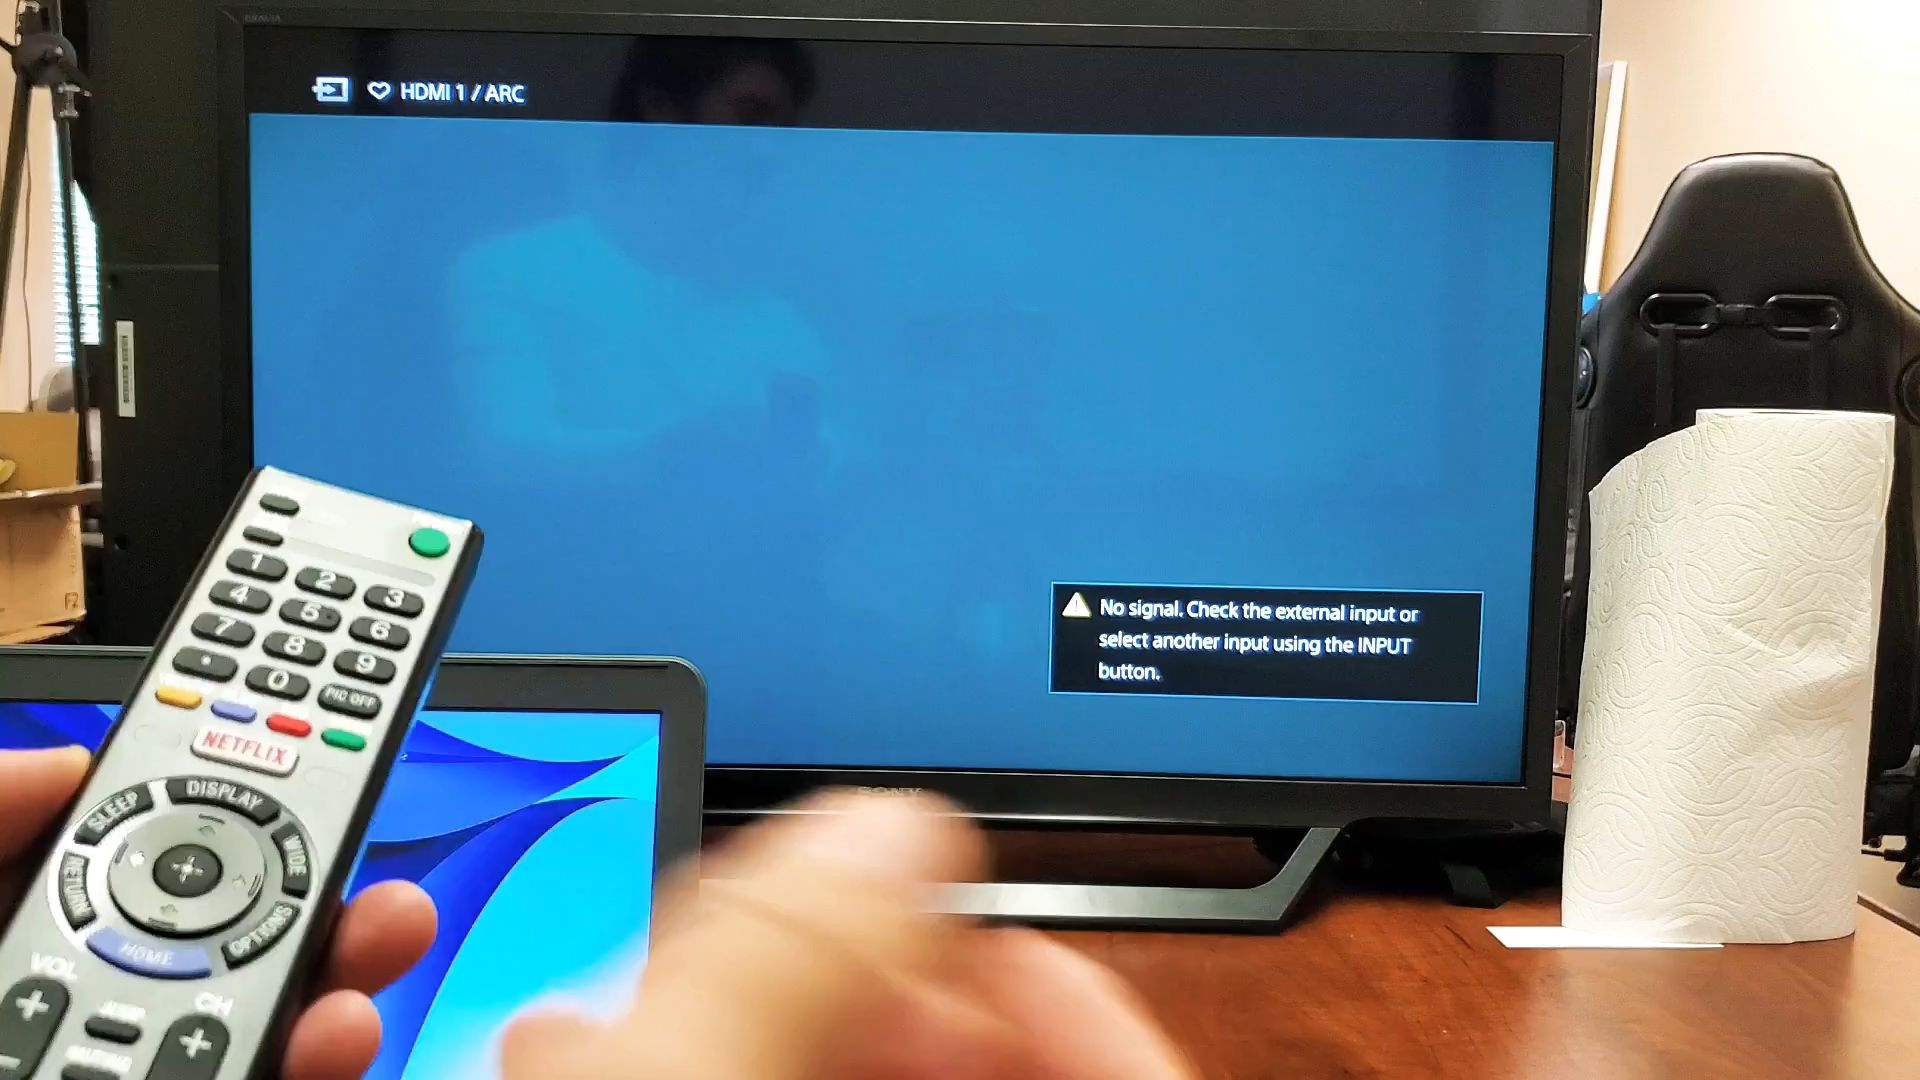 BRAVIA
HDMI 1 / ARC
No signal. Check the external input or
select another input using the INPUT
button.
SONY
1
2
3
4
5
6
7
8
9
0
PIC OFF
NETFLIX
SLEEP
DISPLAY
WIDE
RETURN
OPTIONS
HOME
VOL
CH
+
+